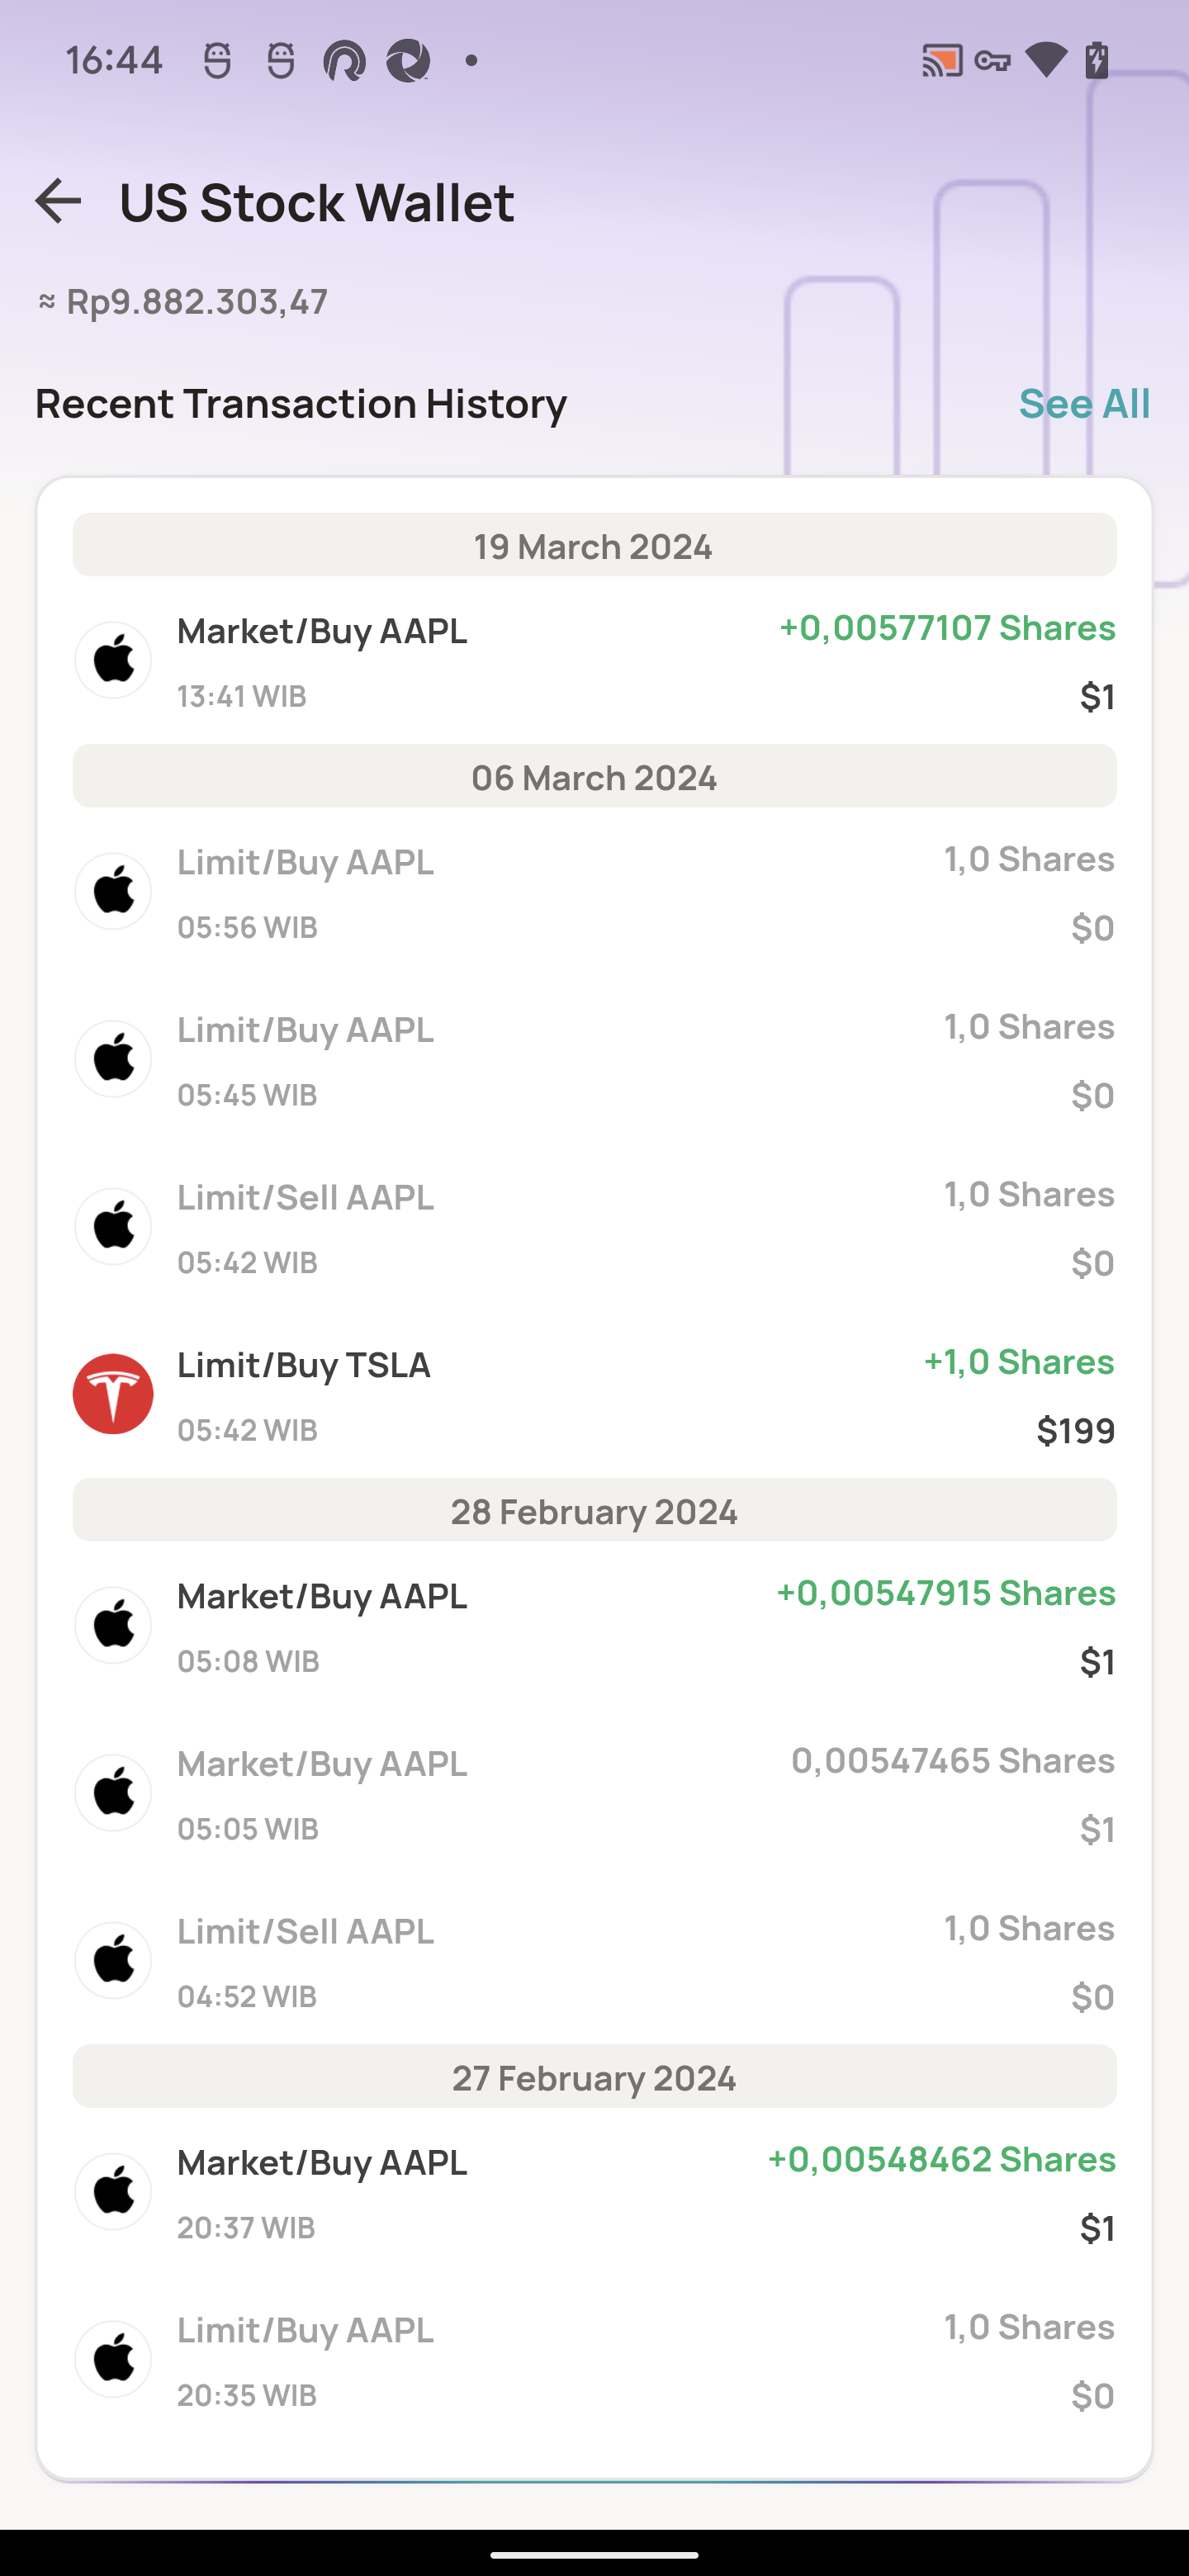 16:44
US Stock Wallet
≈ Rp9.882.303,47
Recent Transaction History See All
19 March 2024
Market/Buy AAPL +0,00577107 Shares
13:41 WIB $1
06 March 2024
Limit/Buy AAPL 1,0 Shares
05:56 WIB $0
Limit/Buy AAPL 1,0 Shares
05:45 WIB $0
Limit/Sell AAPL 1,0 Shares
05:42 WIB $0
Limit/Buy TSLA +1,0 Shares
05:42 WIB $199
28 February 2024
Market/Buy AAPL +0,00547915 Shares
05:08 WIB $1
Market/Buy AAPL 0,00547465 Shares
05:05 WIB $1
Limit/Sell AAPL 1,0 Shares
04:52 WIB $0
27 February 2024
Market/Buy AAPL +0,00548462 Shares
20:37 WIB $1
Limit/Buy AAPL 1,0 Shares
20:35 WIB $0